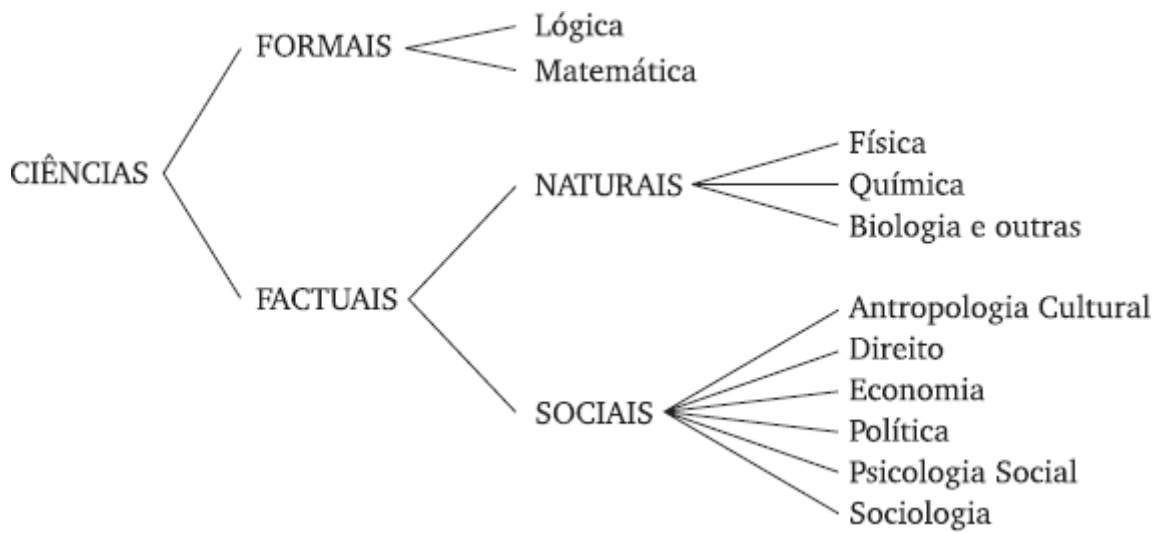 CIÊNCIAS
FORMAIS
Lógica
Matemática
FACTUAIS
NATURAIS
Física
Química
Biologia e outras
SOCIAIS
Antropologia Cultural
Direito
Economia
Política
Psicologia Social
Sociologia